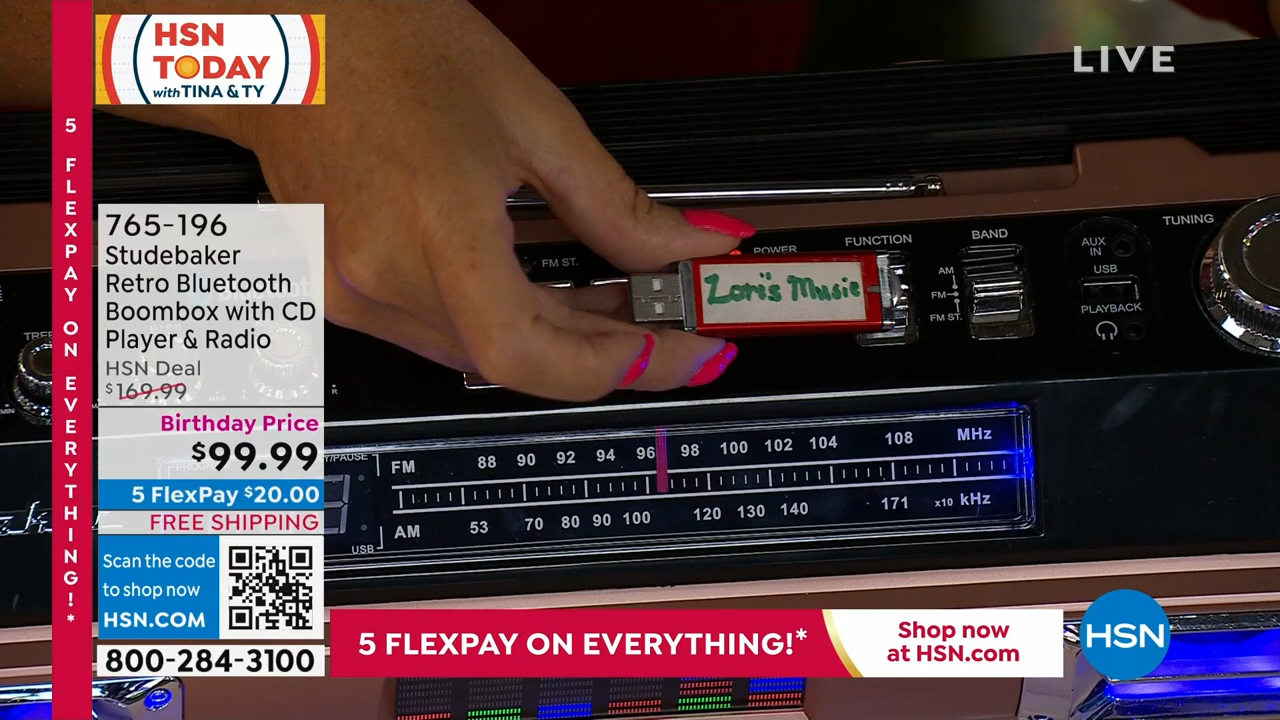 HSN
TODAY
with TINA & TY
LIVE
5 FLEXPAY ON EVERYTHING!*
765-196
Studebaker
Retro Bluetooth
Boombox with CD
Player & Radio
HSN Deal
$169.99
Birthday Price
$99.99
5 FlexPay $20.00
FREE SHIPPING
Scan the code
to shop now
HSN.COM
800-284-3100
FM ST.
POWER
FUNCTION
BAND
AM
FM
FM ST.
AUX
IN
USB
PLAYBACK
TUNING
Lori's Music
FM 88 90 92 94 96 98 100 102 104 108 MHz
AM 53 70 80 90 100 120 130 140 171 x10 kHz
USB
5 FLEXPAY ON EVERYTHING!*
Shop now
at HSN.com
HSN